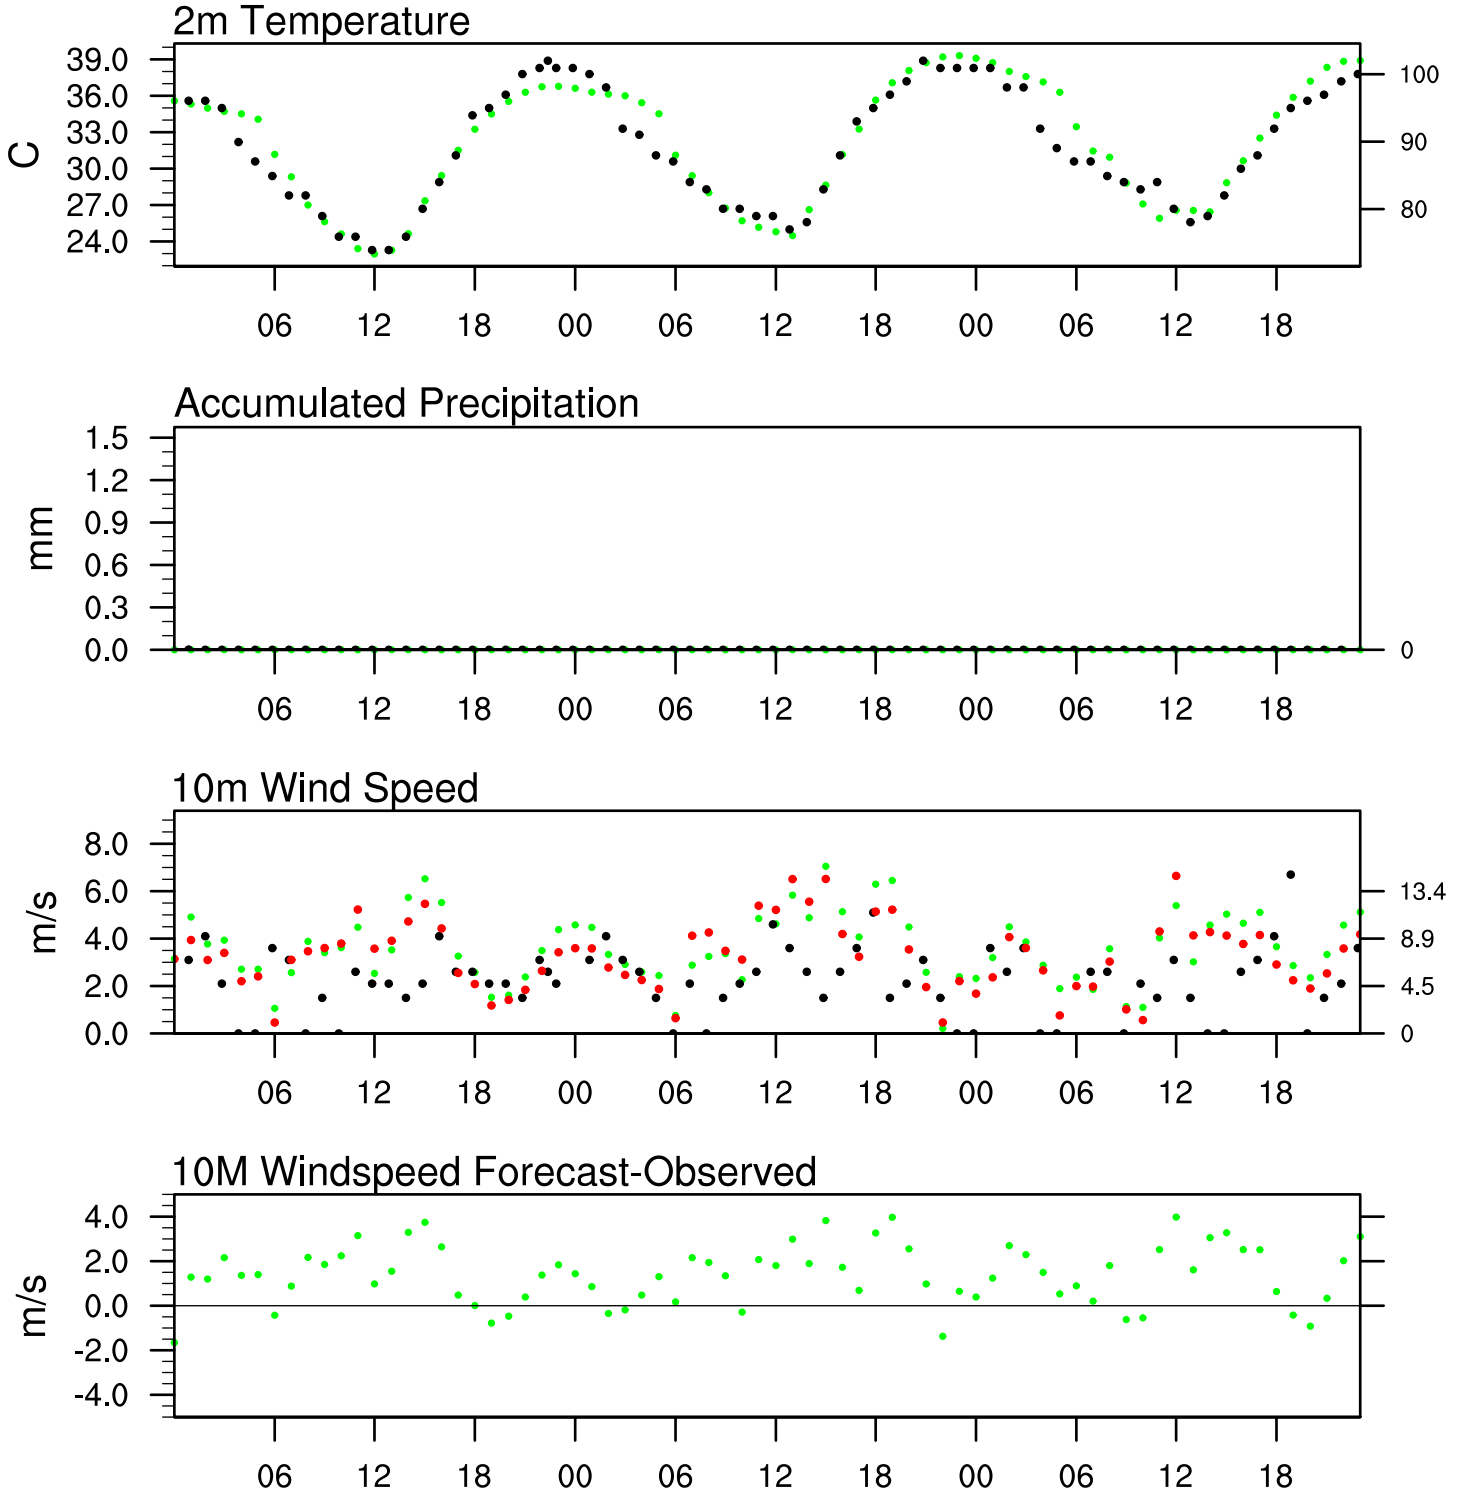 2m Temperature
39.0
36.0
33.0
30.0
27.0
24.0
C
100
90
80
06 12 18 00 06 12 18 00 06 12 18
Accumulated Precipitation
1.5
1.2
0.9
0.6
0.3
0.0
mm
0
06 12 18 00 06 12 18 00 06 12 18
10m Wind Speed
8.0
6.0
4.0
2.0
0.0
m/s
13.4
8.9
4.5
0
06 12 18 00 06 12 18 00 06 12 18
10M Windspeed Forecast-Observed
4.0
2.0
0.0
-2.0
-4.0
m/s
06 12 18 00 06 12 18 00 06 12 18